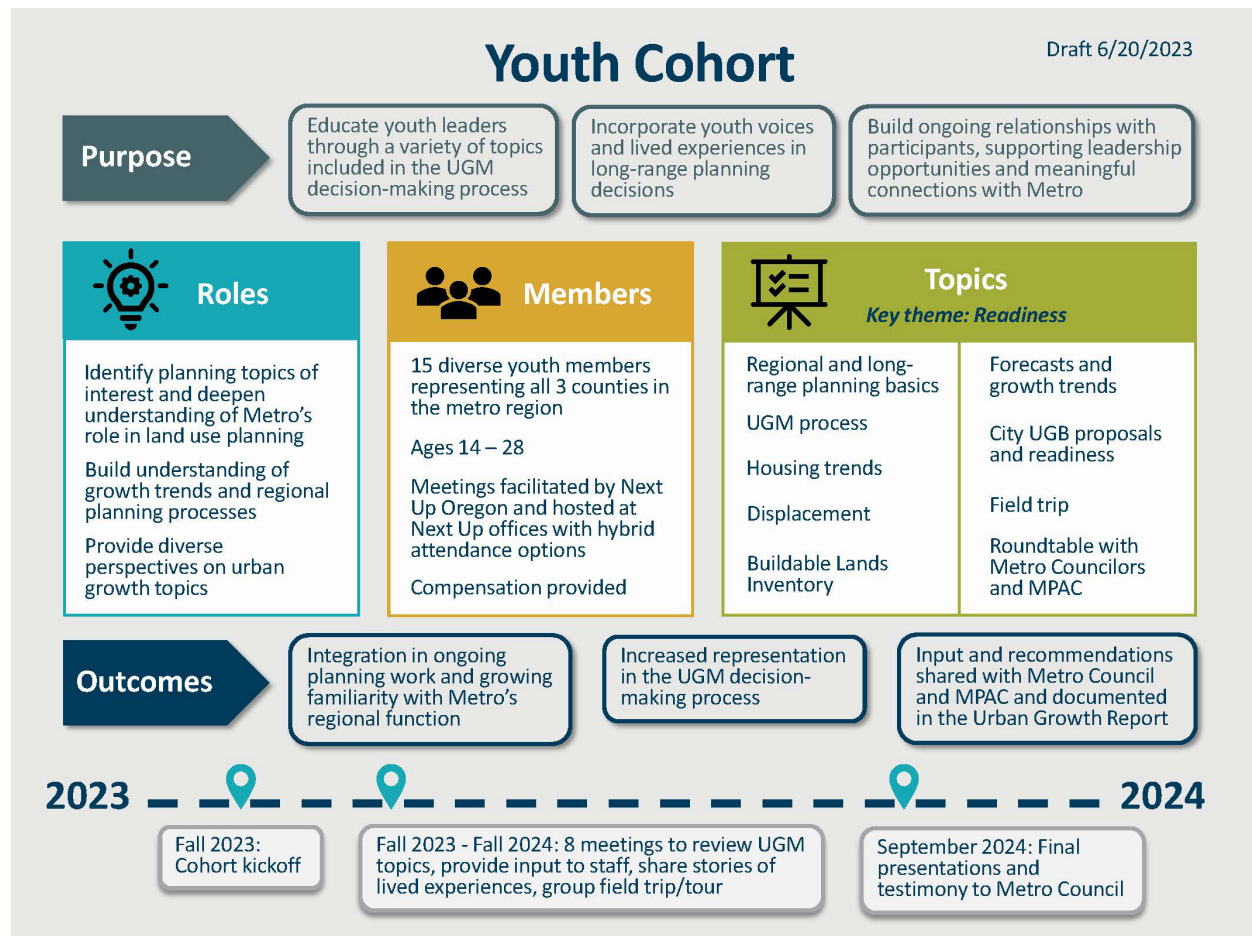 Youth Cohort
Draft 6/20/2023
Purpose
Educate youth leaders
through a variety of topics
included in the UGM
decision-making process
Incorporate youth voices
and lived experiences in
long-range planning
decisions
Build ongoing relationships with
participants, supporting leadership
opportunities and meaningful
connections with Metro
Roles
Identify planning topics of
interest and deepen
understanding of Metro's
role in land use planning
Build understanding of
growth trends and regional
planning processes
Provide diverse
perspectives on urban
growth topics
Members
15 diverse youth members
representing all 3 counties in
the metro region
Ages 14 – 28
Meetings facilitated by Next
Up Oregon and hosted at
Next Up offices with hybrid
attendance options
Compensation provided
Topics
Key theme: Readiness
Regional and long-
range planning basics
UGM process
Housing trends
Displacement
Buildable Lands
Inventory
Forecasts and
growth trends
City UGB proposals
and readiness
Field trip
Roundtable with
Metro Councilors
and MPAC
Outcomes
Integration in ongoing
planning work and growing
familiarity with Metro's
regional function
Increased representation
in the UGM decision-
making process
Input and recommendations
shared with Metro Council
and MPAC and documented
in the Urban Growth Report
2023
2024
Fall 2023:
Cohort kickoff
Fall 2023 - Fall 2024: 8 meetings to review UGM
topics, provide input to staff, share stories of
lived experiences, group field trip/tour
September 2024: Final
presentations and
testimony to Metro Council